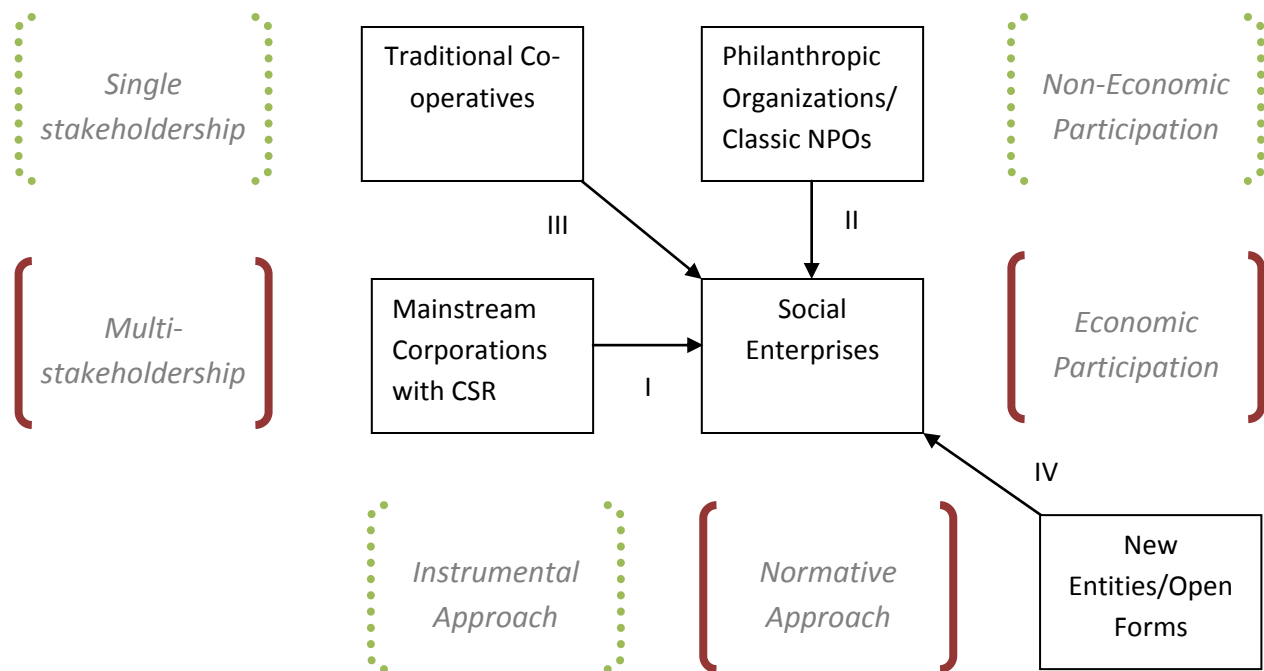 Single
stakeholdership
Traditional Co-
operatives
Philanthropic
Organizations/
Classic NPOs
Non-Economic
Participation
III
II
Multi-
stakeholdership
Mainstream
Corporations
with CSR
I
Social
Enterprises
Economic
Participation
IV
Instrumental
Approach
Normative
Approach
New
Entities/Open
Forms